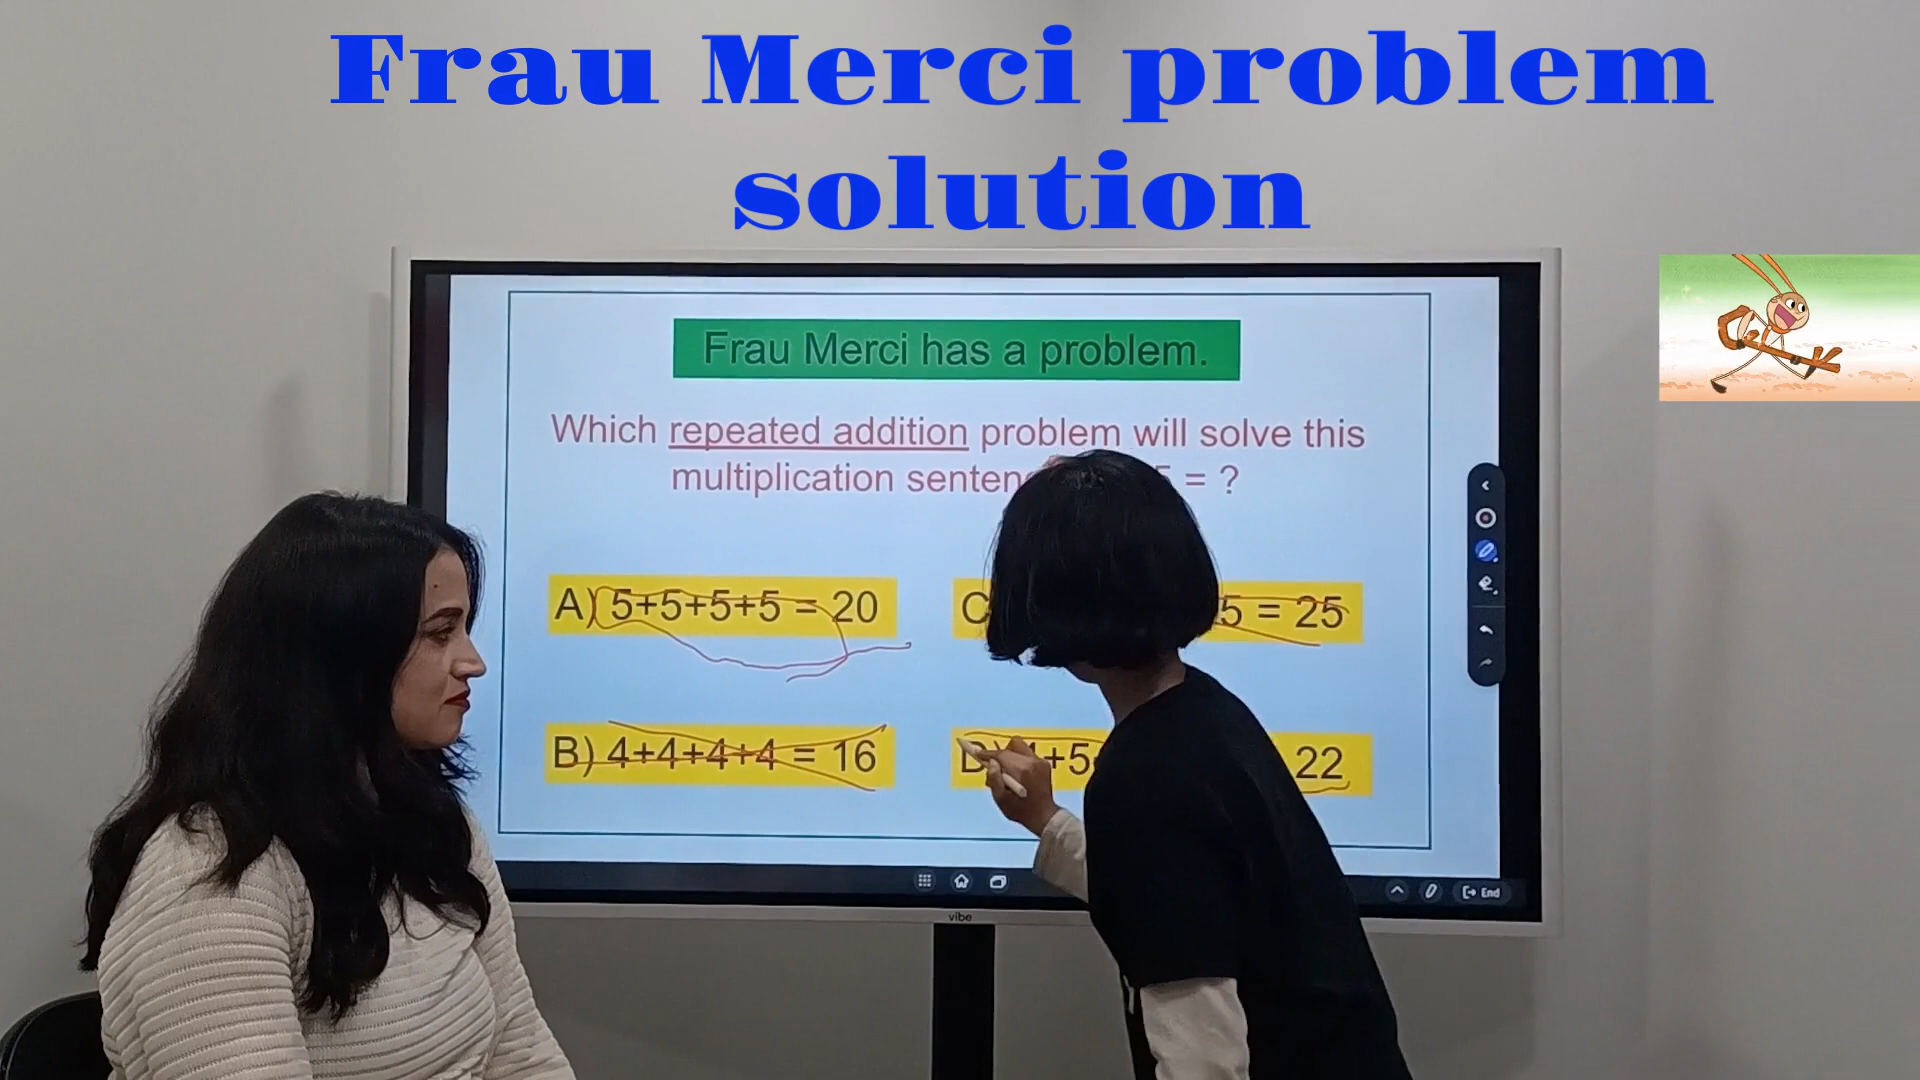 Frau Merci problem
solution
Frau Merci has a problem.
Which repeated addition problem will solve this
multiplication = ?
A) 5+5+5+5 = 20
5 = 25
B) 4+4+4+4 = 16
+5 22
vibe
End